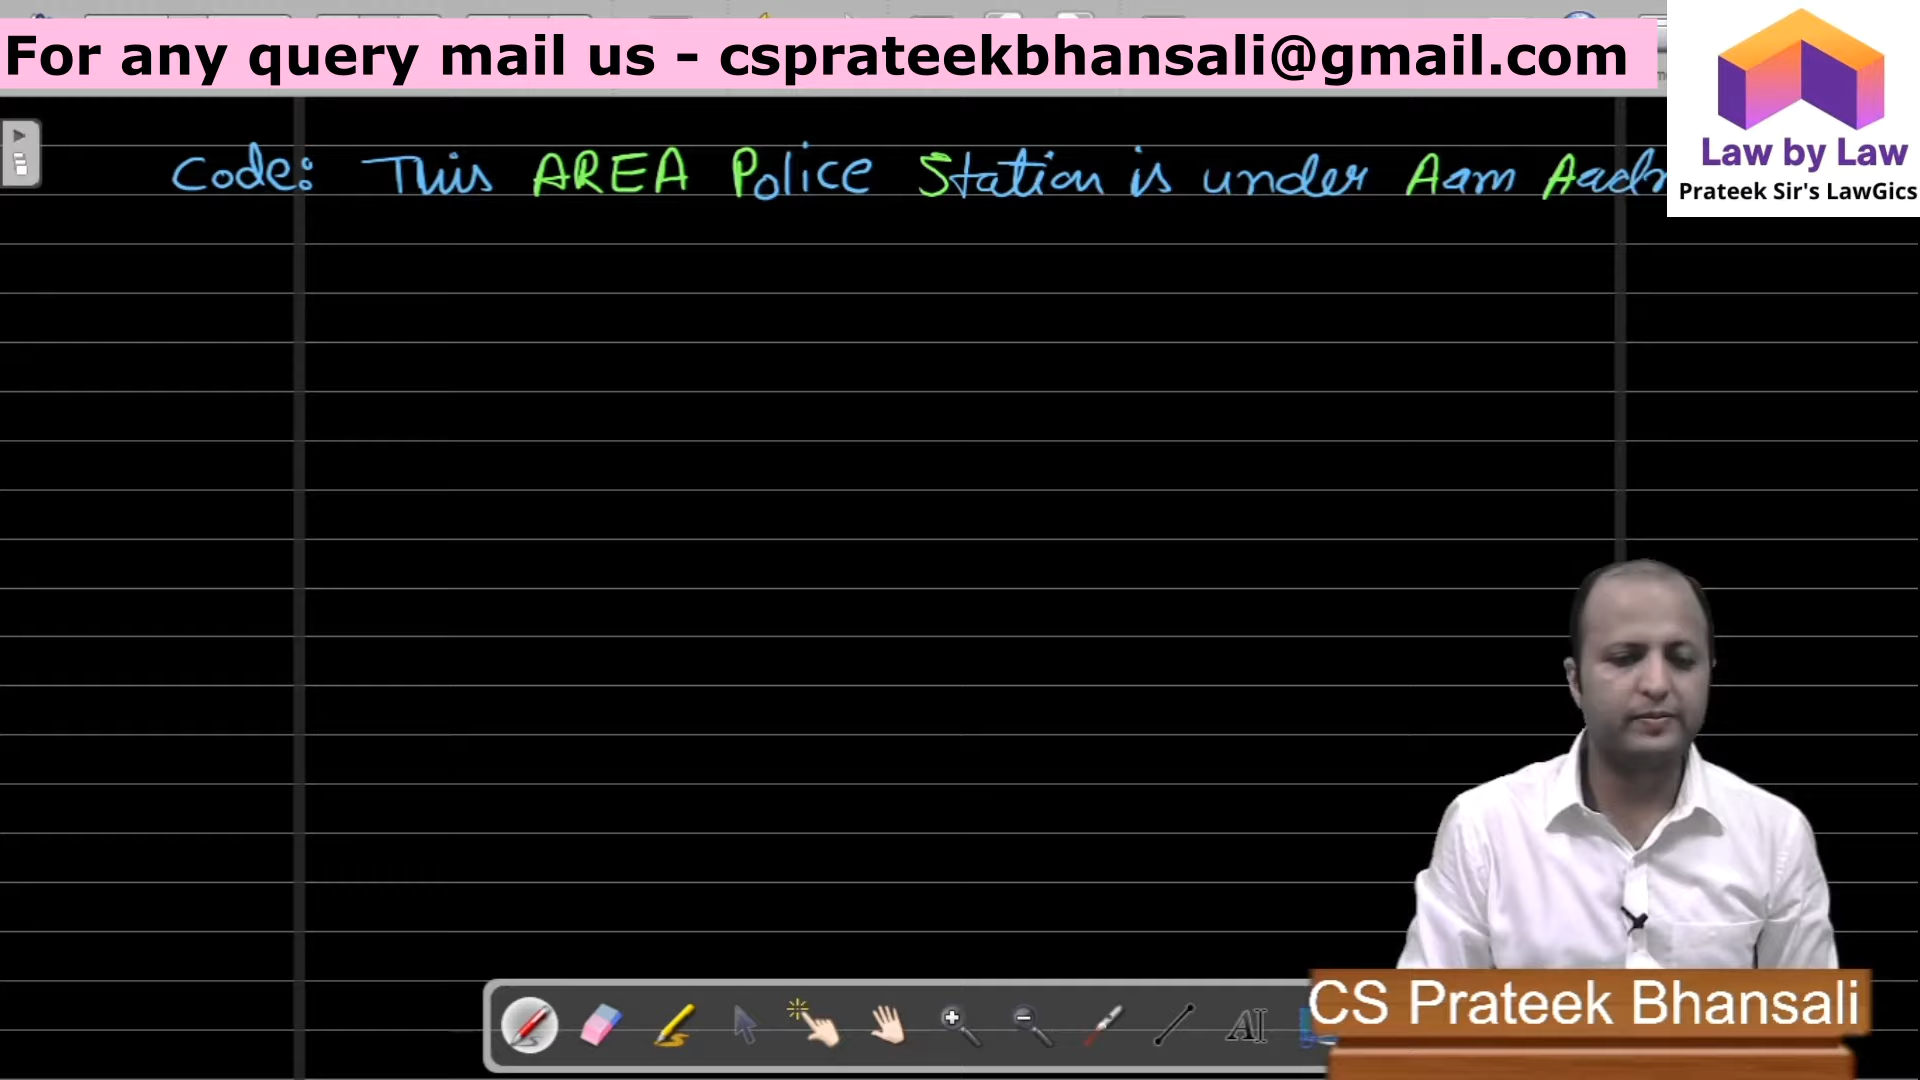 For any query mail us - csprateekbhansali@gmail.com
Law by Law
Prateek Sir's LawGics
Code: This AREA Police Station is under Aam
CS Prateek Bhansali